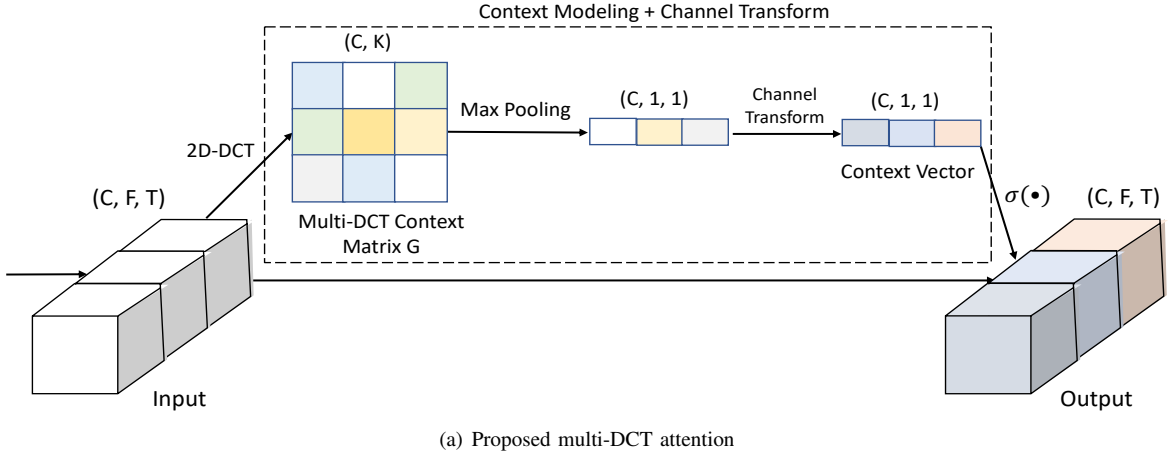 Context Modeling + Channel Transform
(C, K)
2D-DCT
Max Pooling
(C, 1, 1)
Channel
Transform
(C, 1, 1)
Context Vector
σ(•)
Multi-DCT Context
Matrix G
(C, F, T)
Input
(C, F, T)
Output
(a) Proposed multi-DCT attention